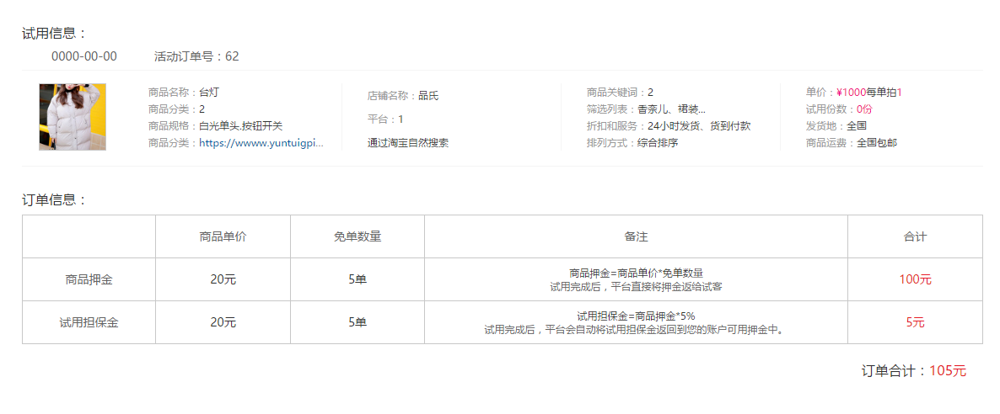 试用信息：
0000-00-00 活动订单号：62
商品名称：台灯
商品分类：2
商品规格：白光单头.按钮开关
商品分类：https://wwww.yuntuigpi...
店铺名称：品氏
平台：1
通过淘宝自然搜索
商品关键词：2
筛选列表：香奈儿、裙装...
折扣和服务：24小时发货、货到付款
排列方式：综合排序
单价：¥1000每单拍1
试用份数：0份
发货地：全国
商品运费：全国包邮
订单信息：
商品单价 免单数量 备注 合计
商品押金 20元 5单 商品押金=商品单价*免单数量 100元
试用完成后，平台直接将押金返给试客
试用担保金 20元 5单 试用担保金=商品押金*5% 5元
试用完成后，平台会自动将试用担保金返回到您的账户可用押金中。
订单合计：105元